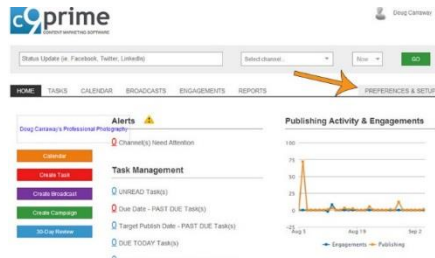 c9prime
CONTENT MARKETING SOFTWARE
Doug Canaway
Status Update (ie. Facebook, Twitter, LinkedIn)
Select channel...
Now
GO
HOME TASKS CALENDAR BROADCASTS ENGAGEMENTS REPORTS PREFERENCES & SETUP
Doug Canaway's Professional Photography
Calendar
Create Task
Create Broadcast
Create Campaign
30-Day Review
Alerts
0 Channel(s) Need Attention
Task Management
0 UNREAD Task(s)
0 Due Date - PAST DUE Task(s)
0 Target Publish Date - PAST DUE Task(s)
0 DUE TODAY Task(s)
Publishing Activity & Engagements
100
75
50
25
0
-25
Aug 5 Aug 19 Sep 2
Engagements Publishing